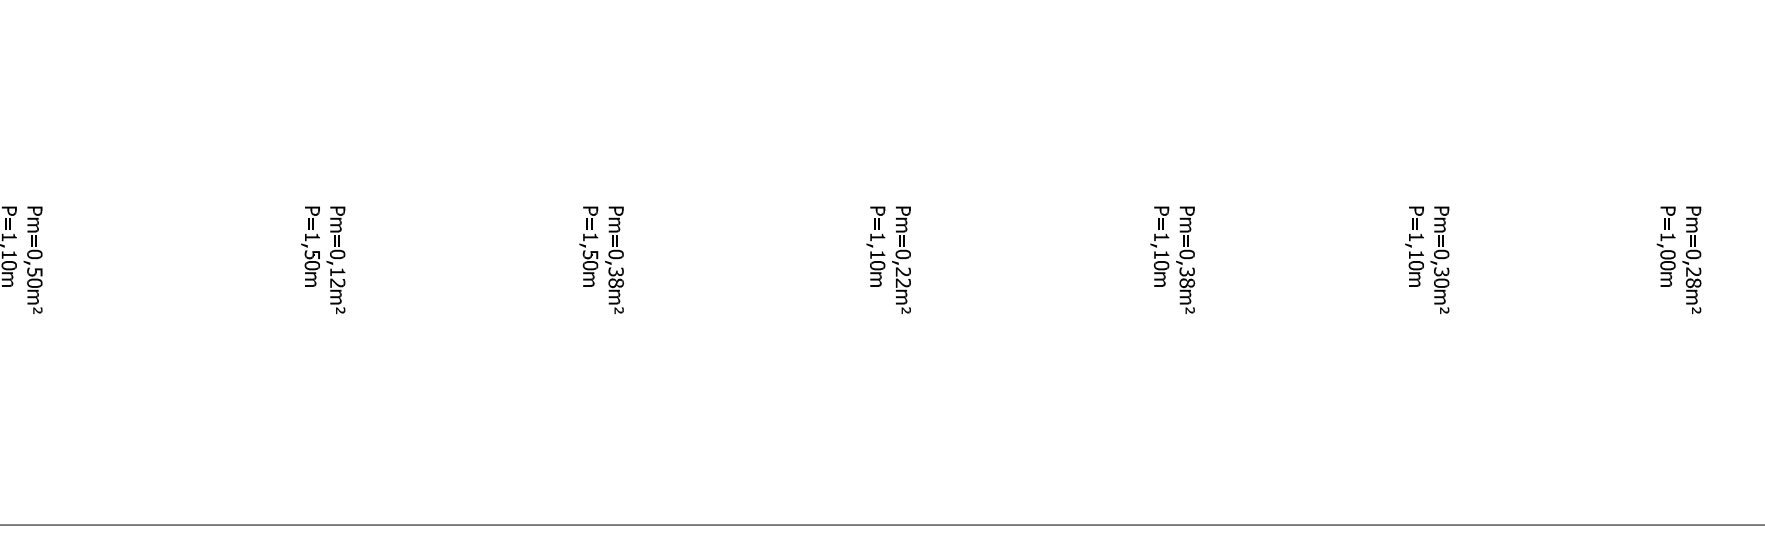 Pm=0,50m²
P=1,10m
Pm=0,12m²
P=1,50m
Pm=0,38m²
P=1,50m
Pm=0,22m²
P=1,10m
Pm=0,38m²
P=1,10m
Pm=0,30m²
P=1,10m
Pm=0,28m²
P=1,00m